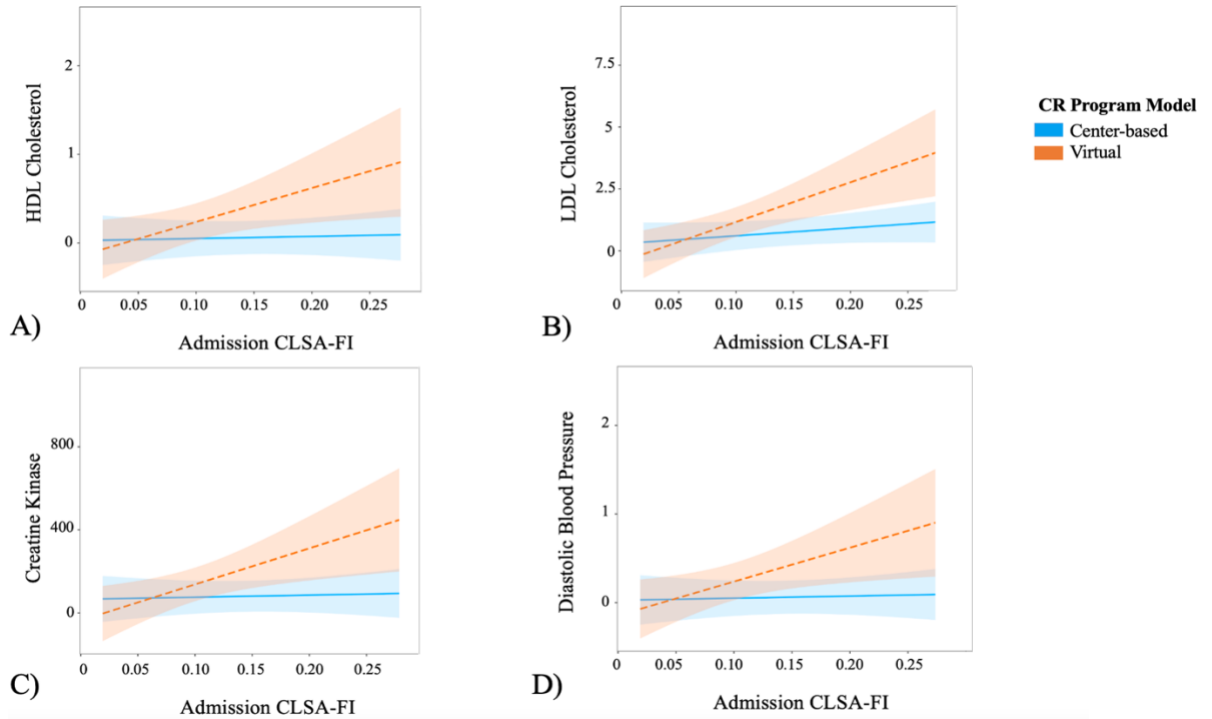 HDL Cholesterol
2
1
0
0
0.05
0.10
0.15
0.20
0.25
A)
Admission CLSA-FI
LDL Cholesterol
7.5
5
2.5
0
0
0.05
0.10
0.15
0.20
0.25
B)
Admission CLSA-FI
CR Program Model
Center-based
Virtual
Creatine Kinase
800
400
0
0
0.05
0.10
0.15
0.20
0.25
C)
Admission CLSA-FI
Diastolic Blood Pressure
2
1
0
0
0.05
0.10
0.15
0.20
0.25
D)
Admission CLSA-FI